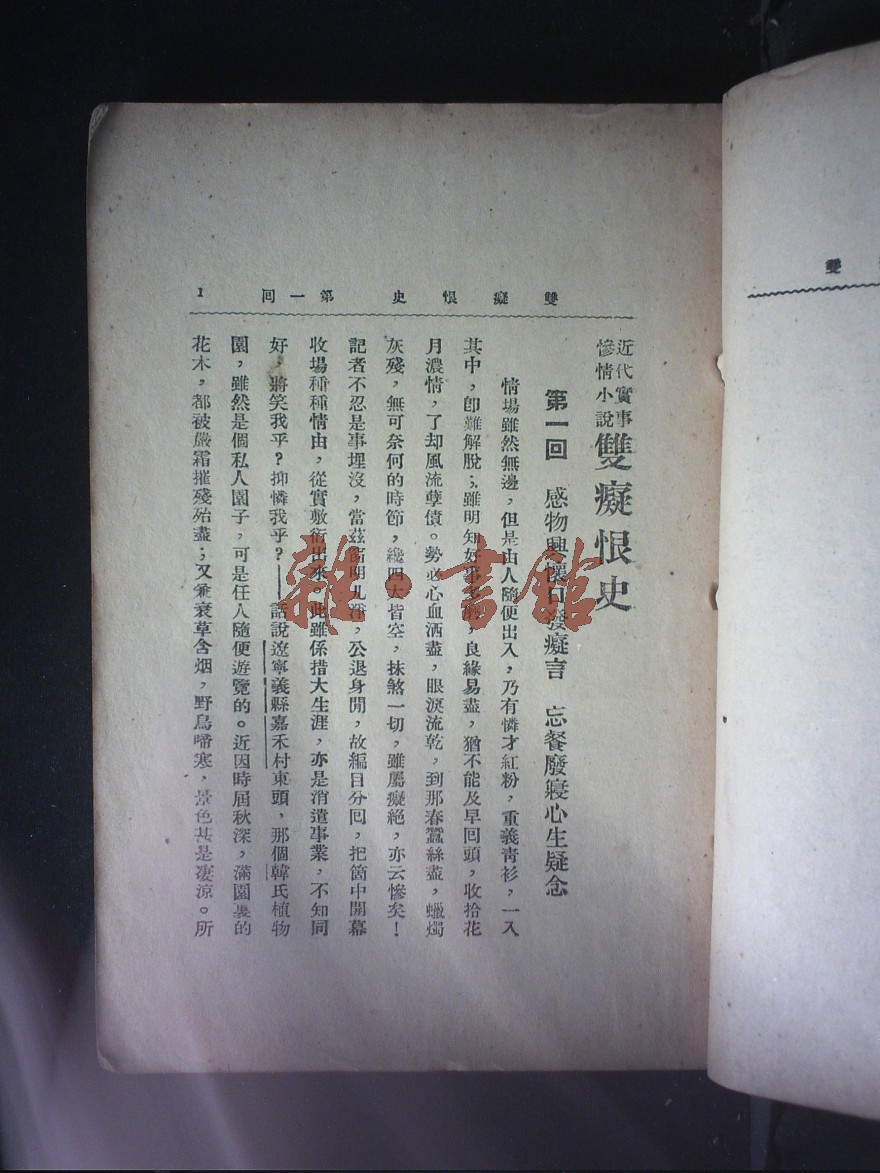 雙癡恨史 第一回 1
近代實事
慘情小說
雙癡恨史
第一回 感物興懷口發癡言 忘餐廢寢心生疑念
情場雖然無邊，但是由人隨便出入，乃有憐才紅粉，重義青衫，一入
其中，卽難解脫；雖明知好事多，良緣易盡，猶不能及早回頭，收拾花
月濃情，了却風流孽債。勢必心血洒盡，眼淚流乾，到那春蠶絲盡，蠟燭
灰殘，無可奈何的時節，纔四大皆空，抹煞一切，雖屬癡絕，亦云慘矣！
記者不忍是事埋沒，當茲窗明几淨，公退身閒，故編目分回，把箇中開幕
收場種種情由，從實敷衍出來，此雖係措大生涯，亦是消遣事業，不知同
好，將笑我乎？抑憐我乎？——話說遼寧義縣嘉禾村東頭，那個韓氏植物
園，雖然是個私人園子，可是任人隨便遊覽的。近因時屆秋深，滿園裏的
花木，都被嚴霜摧殘殆盡；又兼衰草含烟，野鳥啼寒，景色甚是凄涼。所
雙
雜·書館